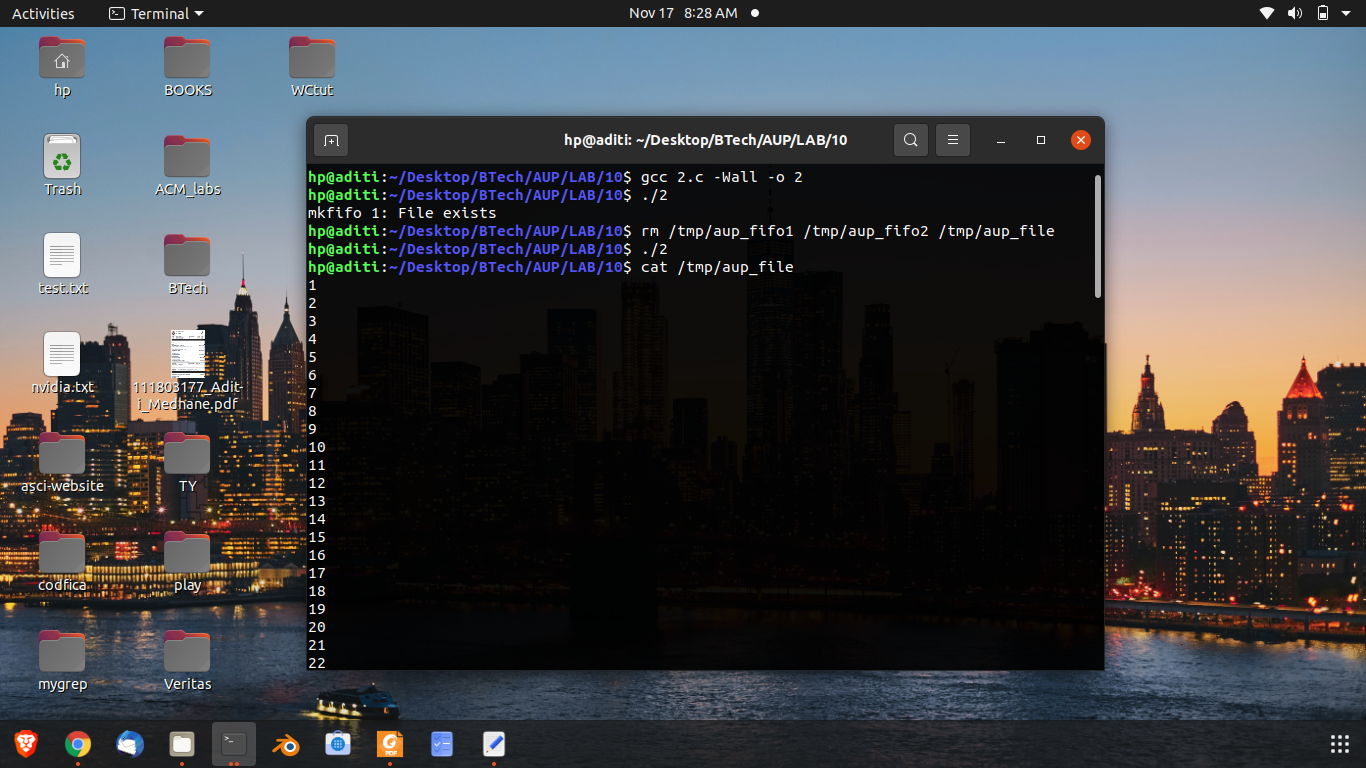 Activities
Terminal
Nov 17 8:28 AM
hp
BOOKS
WCtut
Trash
ACM_labs
test.txt
BTech
nvidia.txt
111803177_Adit-
i_Medhane.pdf
asci-website
TY
codfica
play
mygrep
Veritas
hp@aditi: ~/Desktop/BTech/AUP/LAB/10
hp@aditi:~/Desktop/BTech/AUP/LAB/10$ gcc 2.c -Wall -o 2
hp@aditi:~/Desktop/BTech/AUP/LAB/10$ ./2
mkfifo 1: File exists
hp@aditi:~/Desktop/BTech/AUP/LAB/10$ rm /tmp/aup_fifo1 /tmp/aup_fifo2 /tmp/aup_file
hp@aditi:~/Desktop/BTech/AUP/LAB/10$ ./2
hp@aditi:~/Desktop/BTech/AUP/LAB/10$ cat /tmp/aup_file
1
2
3
4
5
6
7
8
9
10
11
12
13
14
15
16
17
18
19
20
21
22
PDF